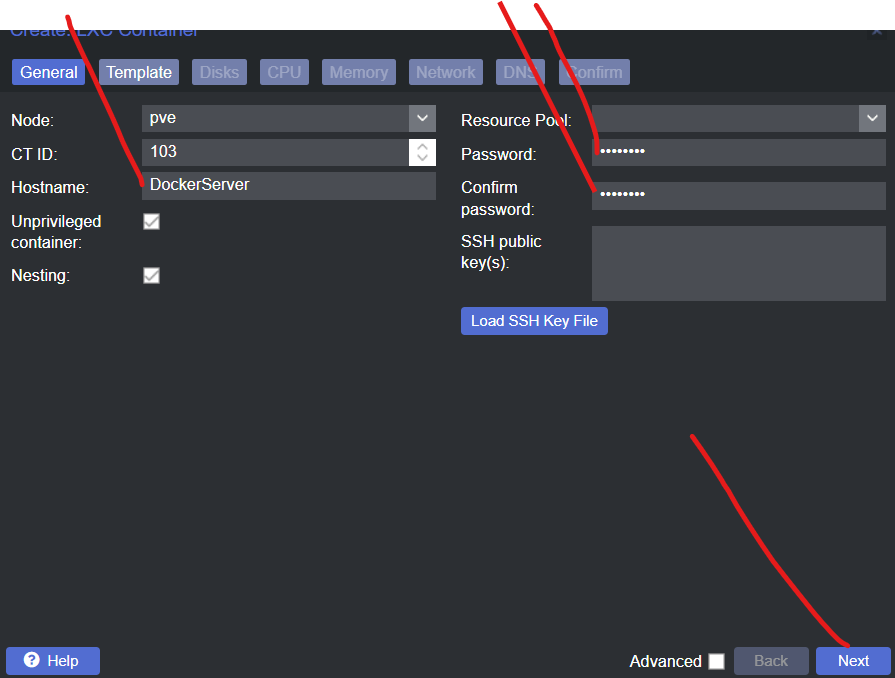 Create: LXC Container
General Template Disks CPU Memory Network DNS Confirm
Node: pve
CT ID: 103
Hostname: DockerServer
Unprivileged
container:
Nesting:
Resource Pool:
Password: ••••••••
Confirm
password: ••••••••
SSH public
key(s):
Load SSH Key File
? Help
Advanced Back Next